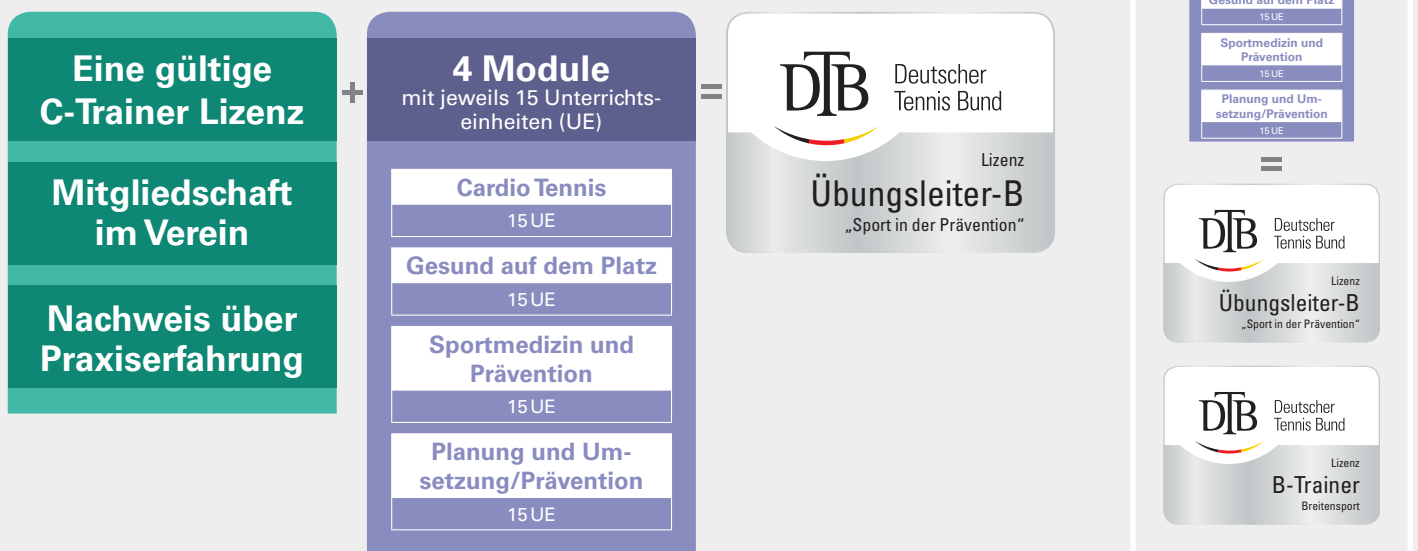 Eine gültige
C-Trainer Lizenz
Mitgliedschaft
im Verein
Nachweis über
Praxiserfahrung
+
4 Module
mit jeweils 15 Unterrichts-
einheiten (UE)
Cardio Tennis
15 UE
Gesund auf dem Platz
15 UE
Sportmedizin und
Prävention
15 UE
Planung und Um-
setzung/Prävention
15 UE
=
DTB
Deutscher
Tennis Bund
Lizenz
Übungsleiter-B
„Sport in der Prävention“
Gesund auf dem Platz
15 UE
Sportmedizin und
Prävention
15 UE
Planung und Um-
setzung/Prävention
15 UE
=
DTB
Deutscher
Tennis Bund
Lizenz
Übungsleiter-B
„Sport in der Prävention“
DTB
Deutscher
Tennis Bund
Lizenz
B-Trainer
Breitensport